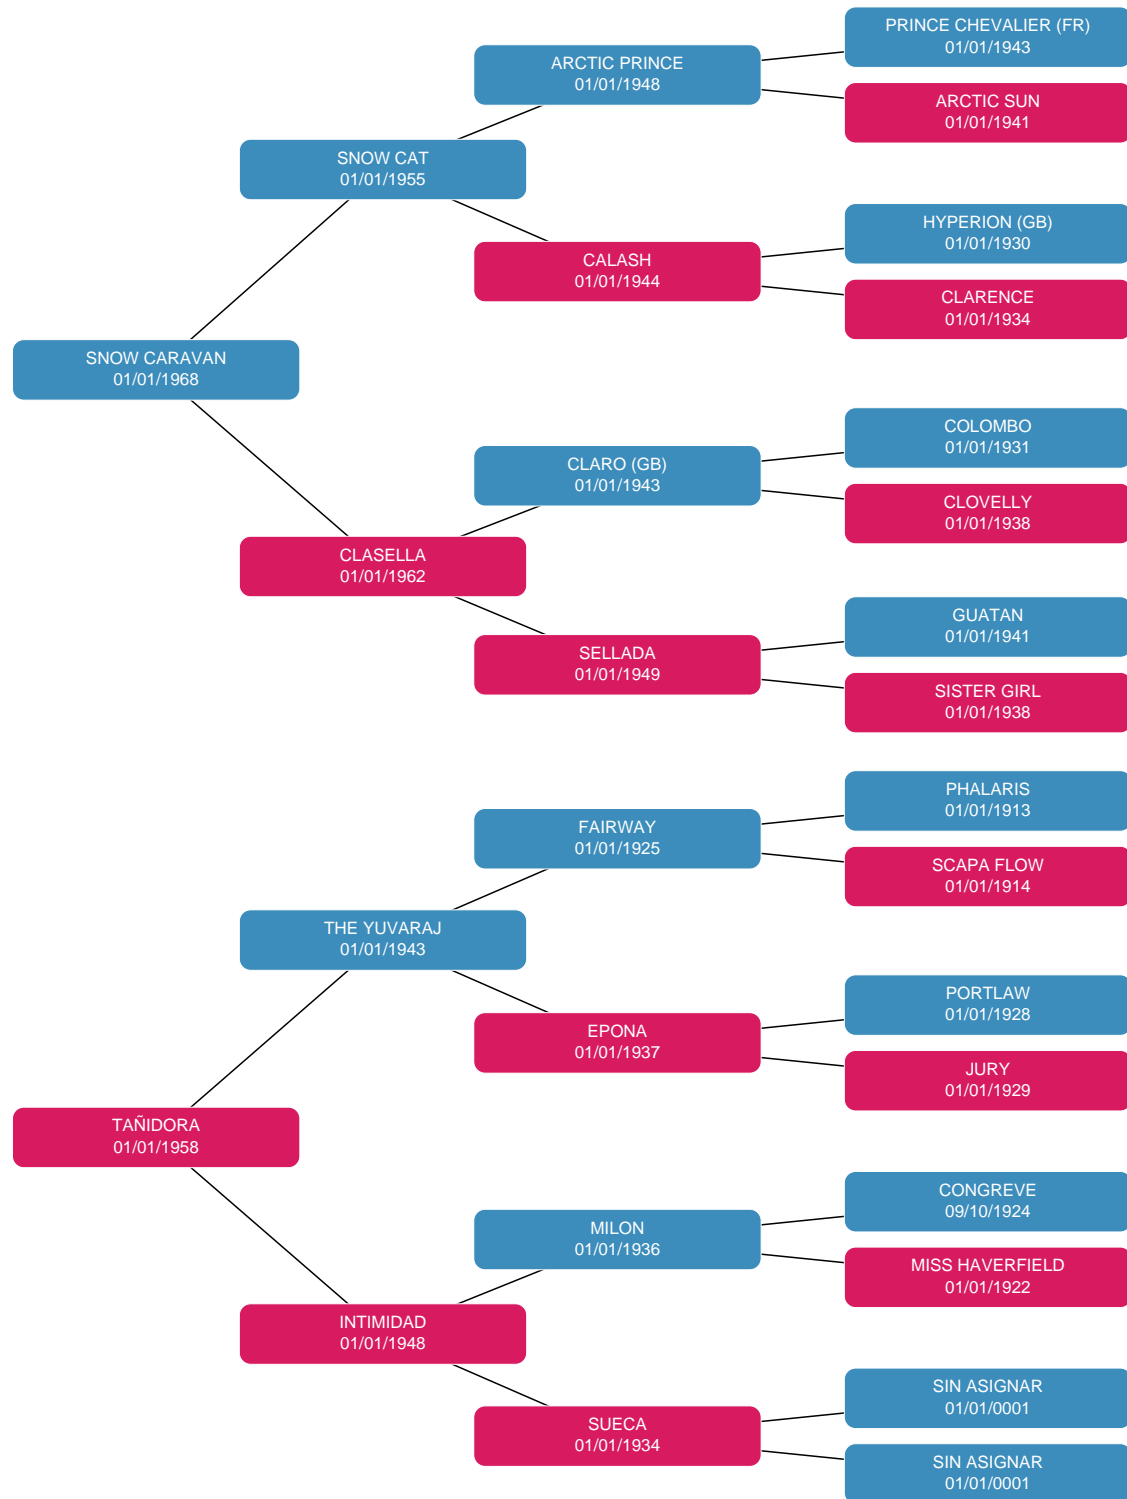 PRINCE CHEVALIER (FR)
01/01/1943
ARCTIC PRINCE
01/01/1948
ARCTIC SUN
01/01/1941
SNOW CAT
01/01/1955
HYPERION (GB)
01/01/1930
CALASH
01/01/1944
CLARENCE
01/01/1934
SNOW CARAVAN
01/01/1968
COLOMBO
01/01/1931
CLARO (GB)
01/01/1943
CLOVELLY
01/01/1938
CLASELLA
01/01/1962
GUATAN
01/01/1941
SELLADA
01/01/1949
SISTER GIRL
01/01/1938
PHALARIS
01/01/1913
FAIRWAY
01/01/1925
SCAPA FLOW
01/01/1914
THE YUVARAJ
01/01/1943
PORTLAW
01/01/1928
EPONA
01/01/1937
JURY
01/01/1929
TAÑIDORA
01/01/1958
CONGREVE
09/10/1924
MILON
01/01/1936
MISS HAVERFIELD
01/01/1922
INTIMIDAD
01/01/1948
SIN ASIGNAR
01/01/0001
SUECA
01/01/1934
SIN ASIGNAR
01/01/0001